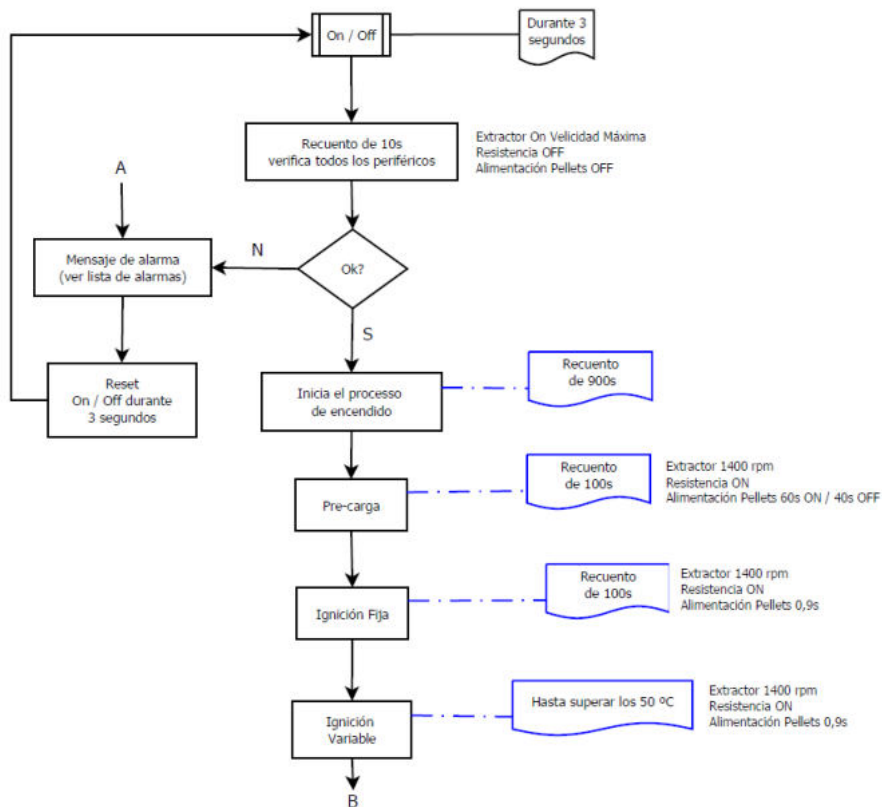 On / Off
Durante 3
segundos
Recuento de 10s
verifica todos los periféricos
Extractor On Velicidad Máxima
Resistencia OFF
Alimentación Pellets OFF
A
Mensaje de alarma
(ver lista de alarmas)
N
Ok?
S
Reset
On / Off durante
3 segundos
Inicia el processo
de encendido
Recuento
de 900s
Pre-carga
Recuento
de 100s
Extractor 1400 rpm
Resistencia ON
Alimentación Pellets 60s ON / 40s OFF
Ignición Fija
Recuento
de 100s
Extractor 1400 rpm
Resistencia ON
Alimentación Pellets 0,9s
Ignición
Variable
Hasta superar los 50 ºC
Extractor 1400 rpm
Resistencia ON
Alimentación Pellets 0,9s
B